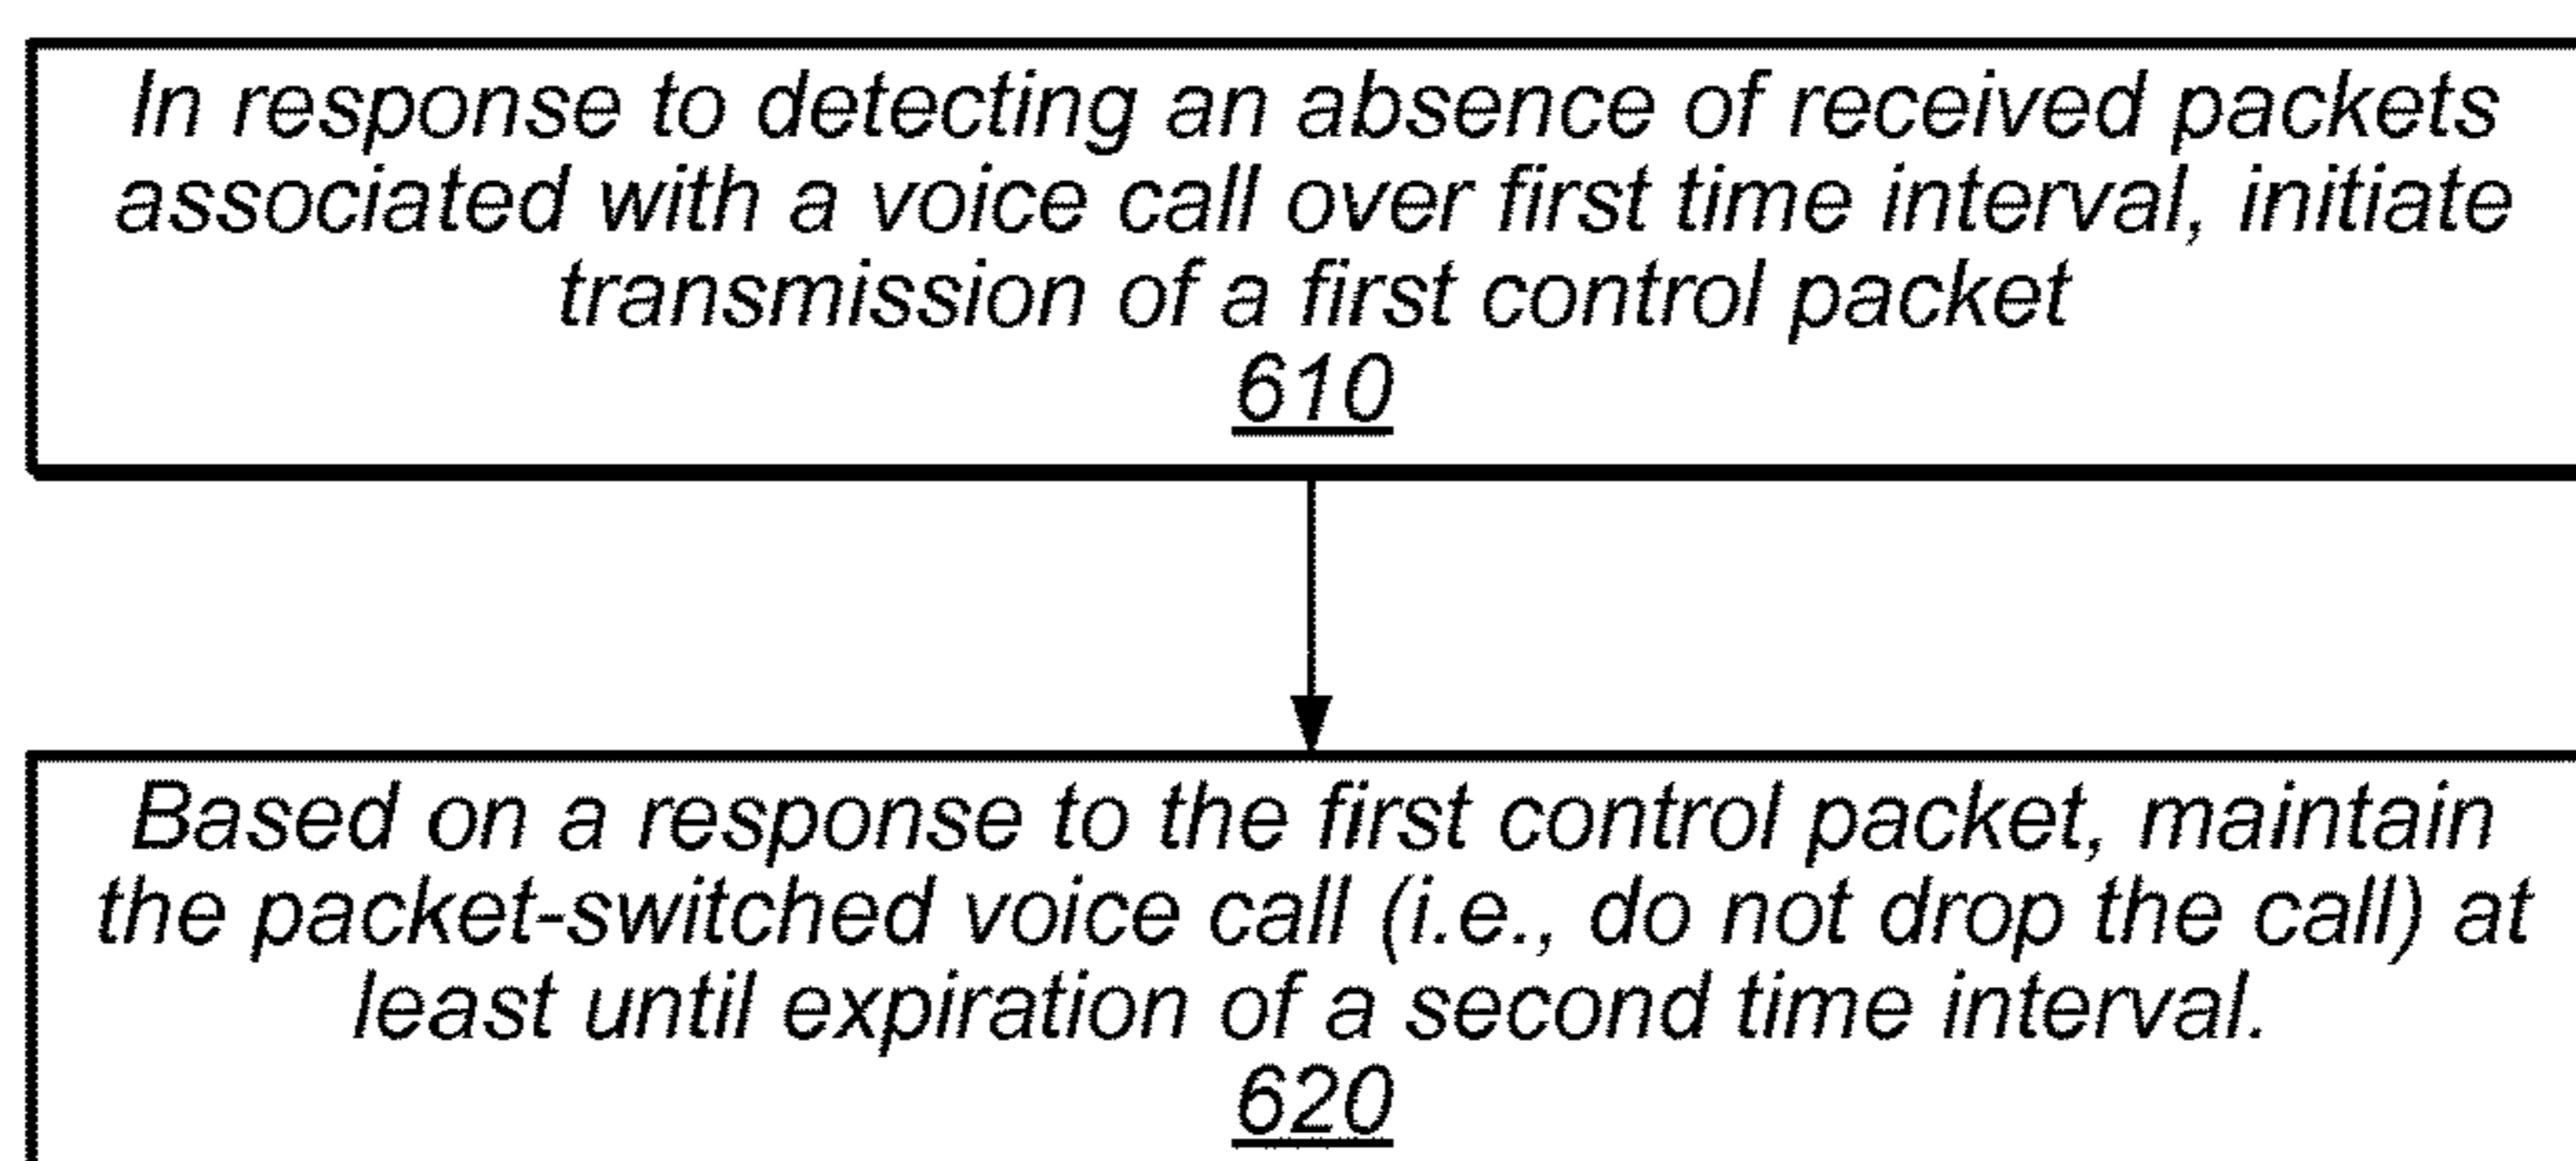 In response to detecting an absence of received packets
associated with a voice call over first time interval, initiate
transmission of a first control packet
610
Based on a response to the first control packet, maintain
the packet-switched voice call (i.e., do not drop the call) at
least until expiration of a second time interval.
620